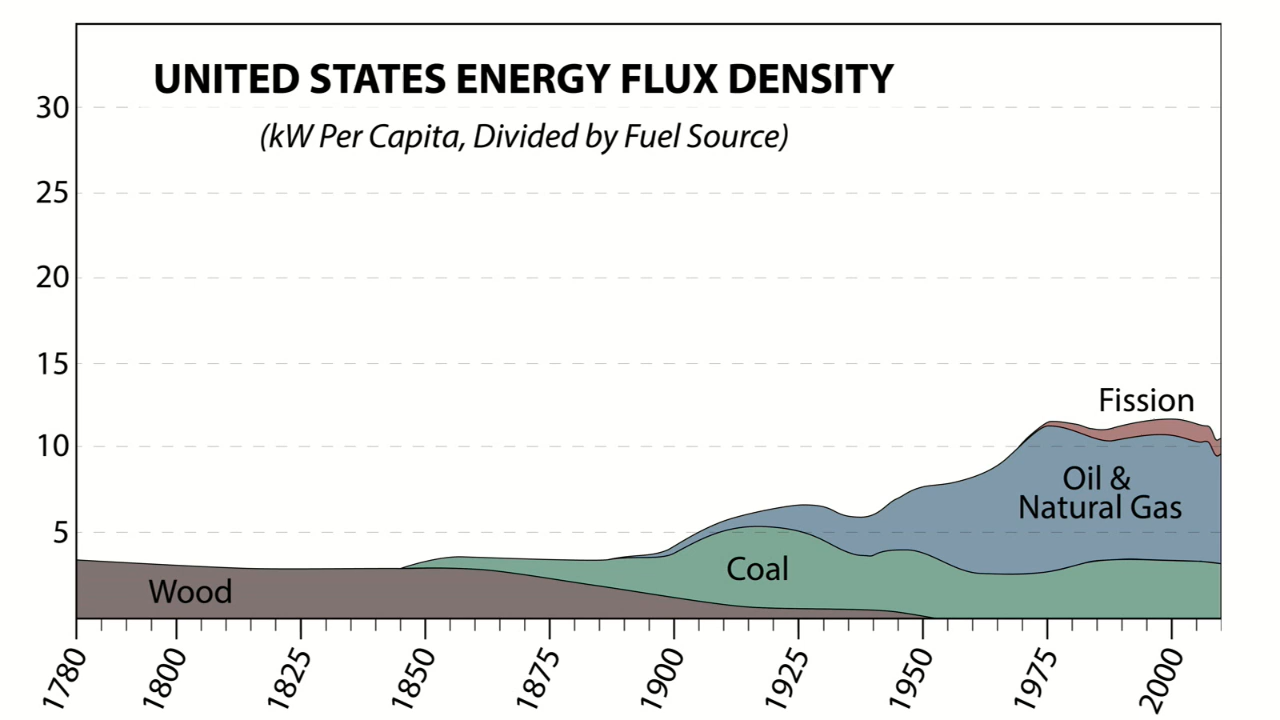 UNITED STATES ENERGY FLUX DENSITY
(kW Per Capita, Divided by Fuel Source)
30
25
20
15
10
5
Fission
Oil &
Natural Gas
Coal
Wood
1780
1800
1825
1850
1875
1900
1925
1950
1975
2000